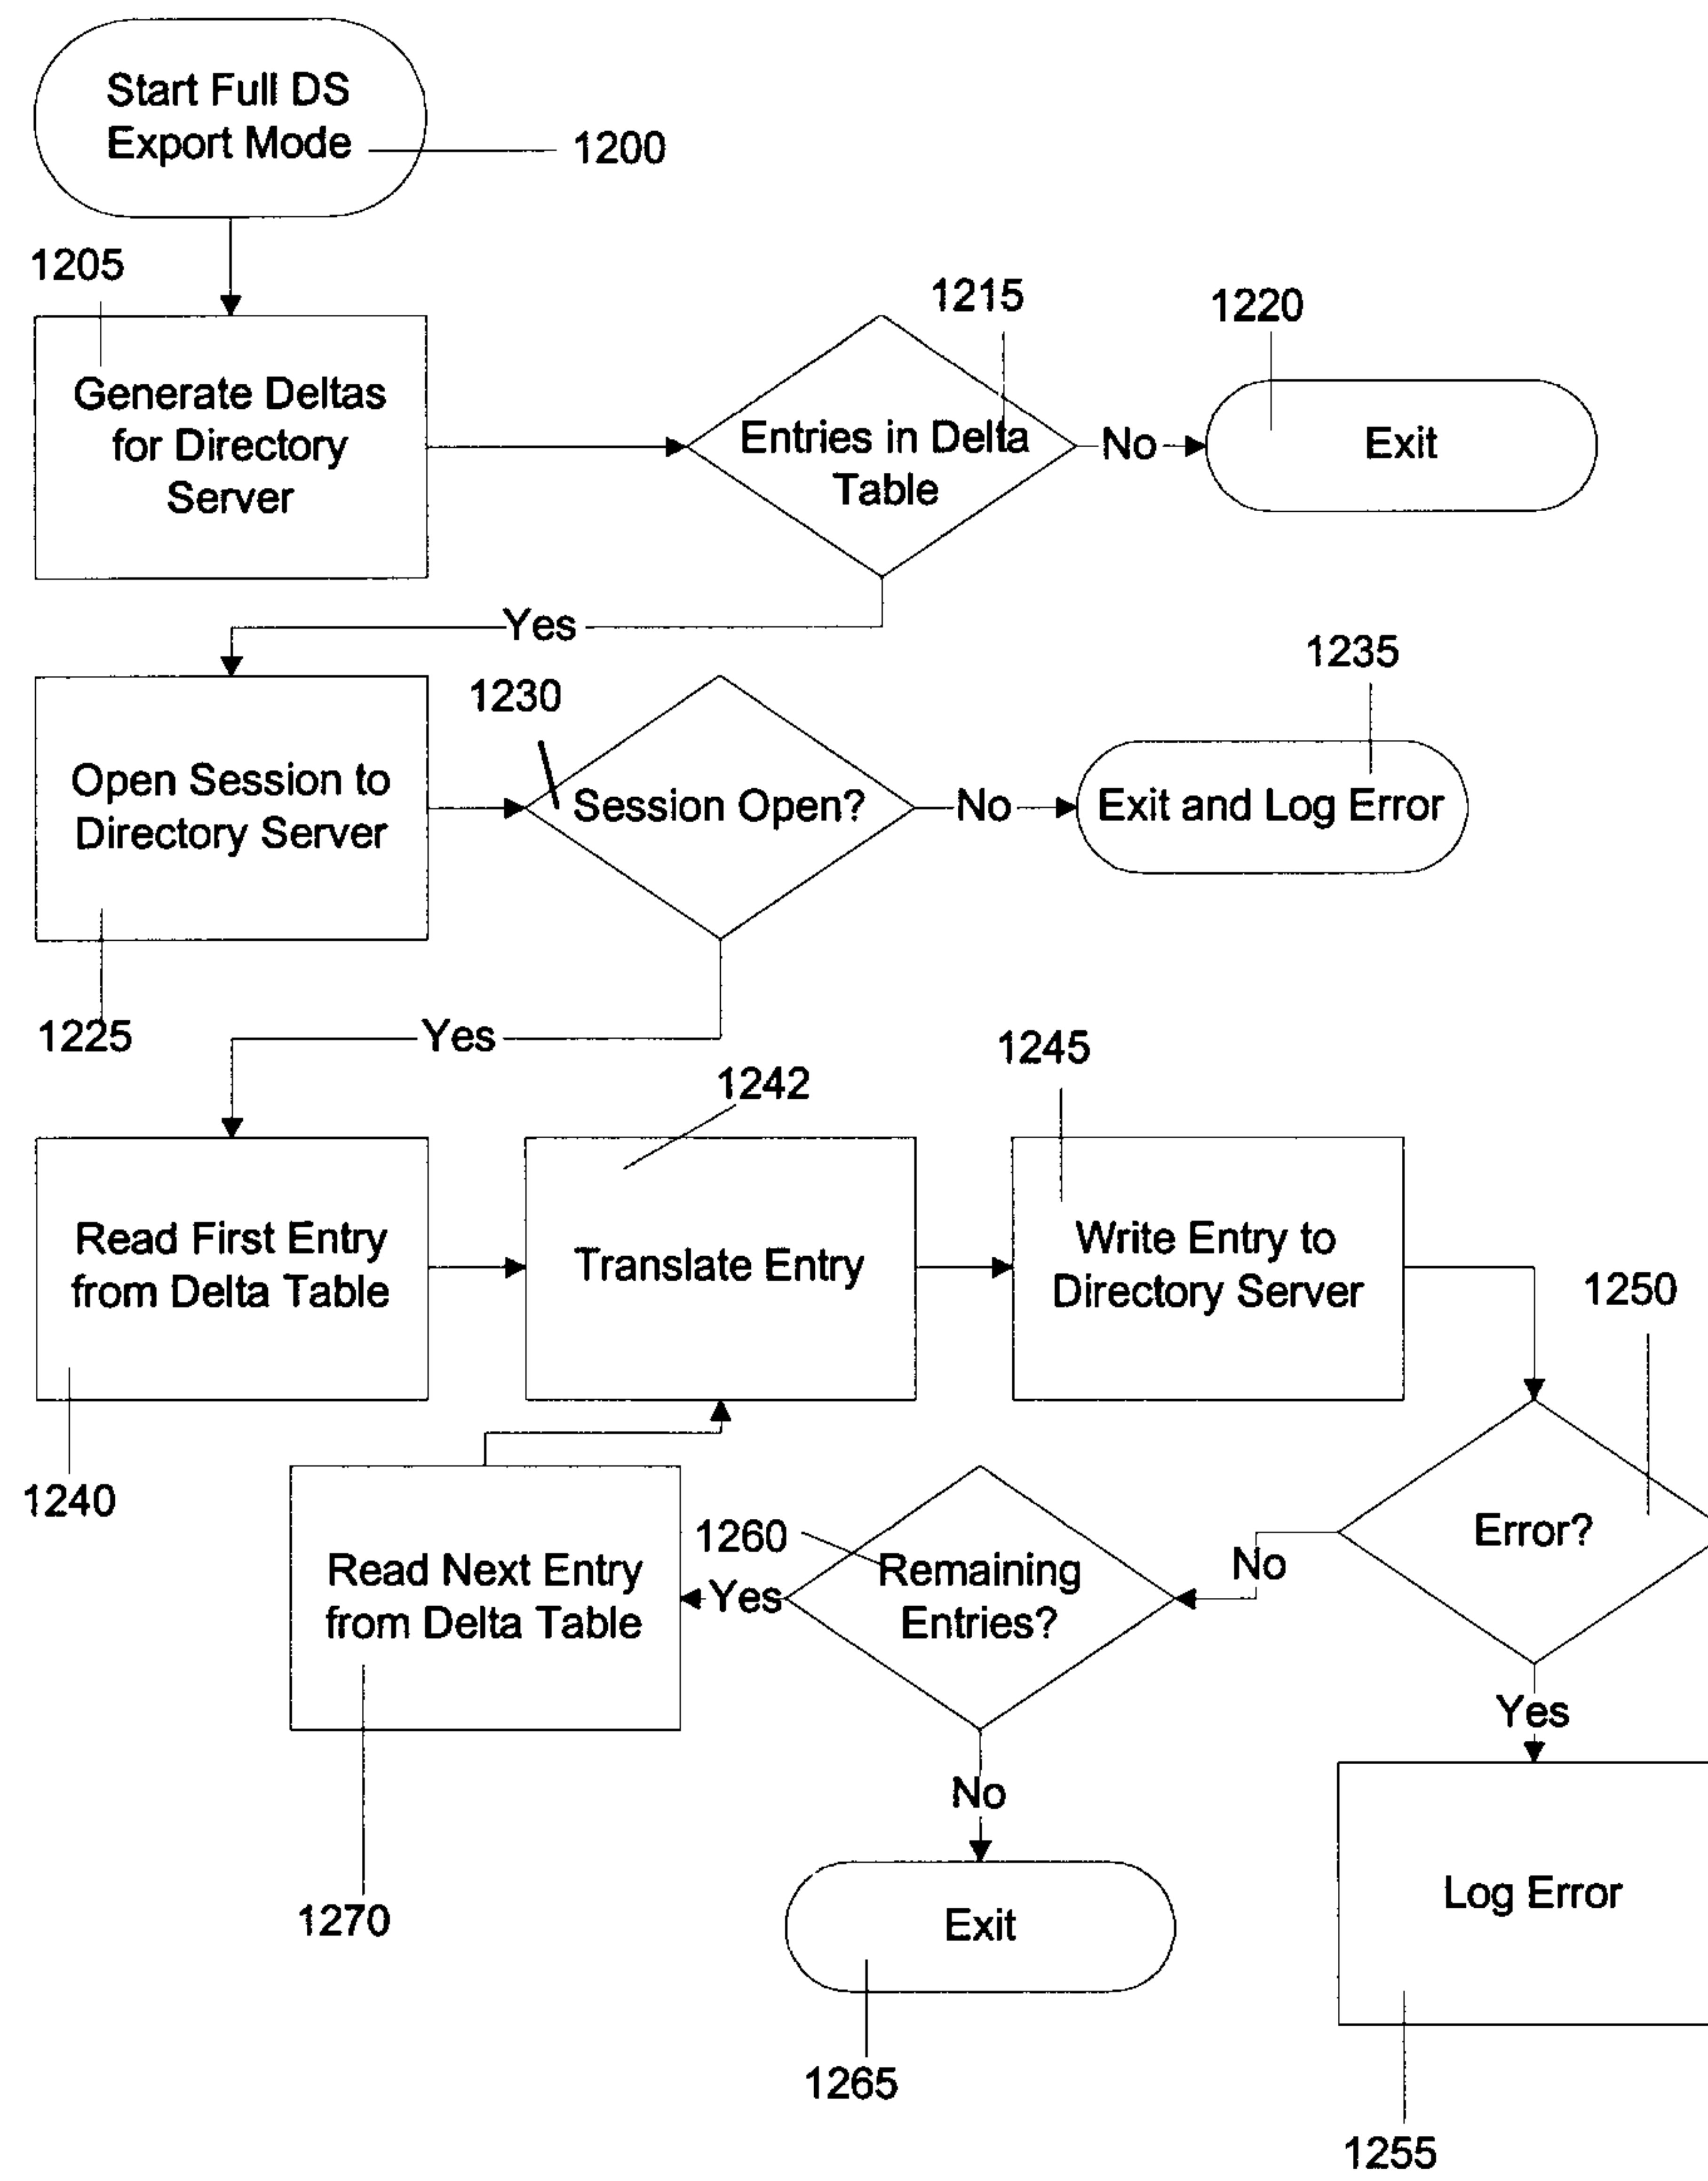 Start Full DS
Export Mode
1200
1205
Generate Deltas
for Directory
Server
1215
Entries in Delta
Table
No
1220
Exit
Yes
Open Session to
Directory Server
1225
1230
Session Open?
No
1235
Exit and Log Error
Yes
Read First Entry
from Delta Table
1240
1242
Translate Entry
1245
Write Entry to
Directory Server
1250
Error?
No
Yes
Log Error
1255
1260
Remaining
Entries?
Yes
Read Next Entry
from Delta Table
1270
No
Exit
1265